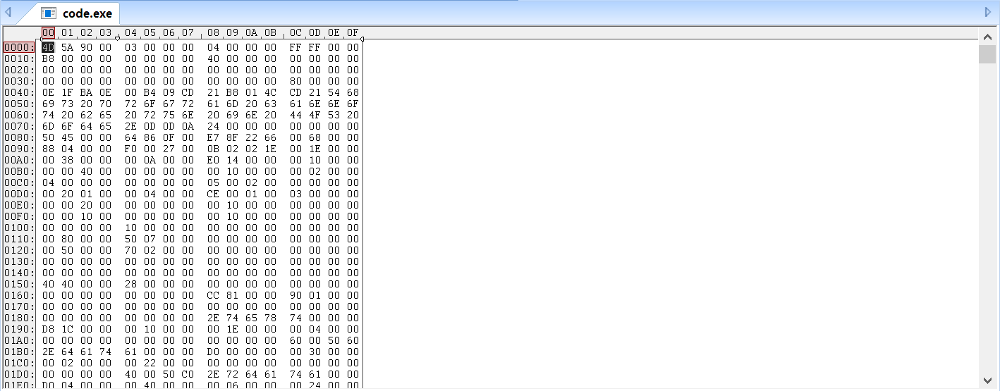 code.exe
00 01 02 03 04 05 06 07 08 09 0A 0B 0C 0D 0E 0F
0000: 4D 5A 90 00 03 00 00 00 04 00 00 00 FF FF 00 00
0010: B8 00 00 00 00 00 00 00 40 00 00 00 00 00 00 00
0020: 00 00 00 00 00 00 00 00 00 00 00 00 00 00 00 00
0030: 00 00 00 00 00 00 00 00 00 00 00 00 80 00 00 00
0040: 0E 1F BA 0E 00 B4 09 CD 21 B8 01 4C CD 21 54 68
0050: 69 73 20 70 72 6F 67 72 61 6D 20 63 61 6E 6E 6F
0060: 74 20 62 65 20 72 75 6E 20 69 6E 20 44 4F 53 20
0070: 6D 6F 64 65 2E 0D 0D 0A 24 00 00 00 00 00 00 00
0080: 50 45 00 00 64 86 0F 00 E7 8F 22 66 00 68 00 00
0090: 88 04 00 00 F0 00 27 00 0B 02 02 1E 00 1E 00 00
00A0: 00 38 00 00 00 0A 00 00 E0 14 00 00 00 10 00 00
00B0: 00 00 40 00 00 00 00 00 00 10 00 00 00 02 00 00
00C0: 04 00 00 00 00 00 00 00 05 00 02 00 00 00 00 00
00D0: 00 20 01 00 00 04 00 00 CE 00 01 00 03 00 00 00
00E0: 00 00 20 00 00 00 00 00 00 10 00 00 00 00 00 00
00F0: 00 00 10 00 00 00 00 00 00 10 00 00 00 00 00 00
0100: 00 00 00 00 10 00 00 00 00 00 00 00 00 00 00 00
0110: 00 80 00 00 50 07 00 00 00 00 00 00 00 00 00 00
0120: 00 50 00 00 70 02 00 00 00 00 00 00 00 00 00 00
0130: 00 00 00 00 00 00 00 00 00 00 00 00 00 00 00 00
0140: 00 00 00 00 00 00 00 00 00 00 00 00 00 00 00 00
0150: 40 40 00 00 28 00 00 00 00 00 00 00 00 00 00 00
0160: 00 00 00 00 00 00 00 00 CC 81 00 00 90 01 00 00
0170: 00 00 00 00 00 00 00 00 00 00 00 00 00 00 00 00
0180: 00 00 00 00 00 00 00 00 2E 74 65 78 74 00 00 00
0190: D8 1C 00 00 00 10 00 00 00 1E 00 00 00 04 00 00
01A0: 00 00 00 00 00 00 00 00 00 00 00 00 60 00 50 60
01B0: 2E 64 61 74 61 00 00 00 D0 00 00 00 00 30 00 00
01C0: 00 02 00 00 00 22 00 00 00 00 00 00 00 00 00 00
01D0: 00 00 00 00 40 00 50 C0 2E 72 64 61 74 61 00 00
01E0: D0 04 00 00 00 40 00 00 00 06 00 00 00 24 00 00